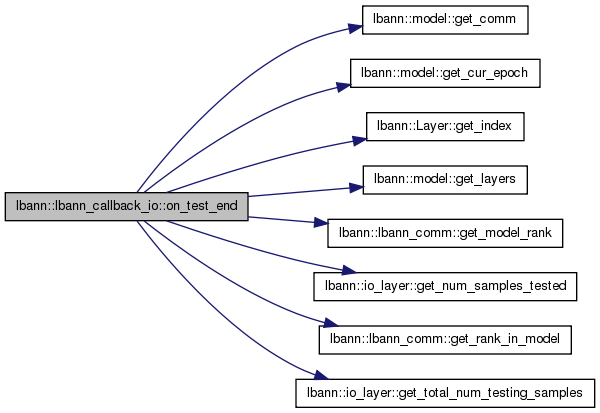 lbann::model::get_comm
lbann::model::get_cur_epoch
lbann::Layer::get_index
lbann::model::get_layers
lbann::lbann_callback_io::on_test_end
lbann::lbann_comm::get_model_rank
lbann::io_layer::get_num_samples_tested
lbann::lbann_comm::get_rank_in_model
lbann::io_layer::get_total_num_testing_samples